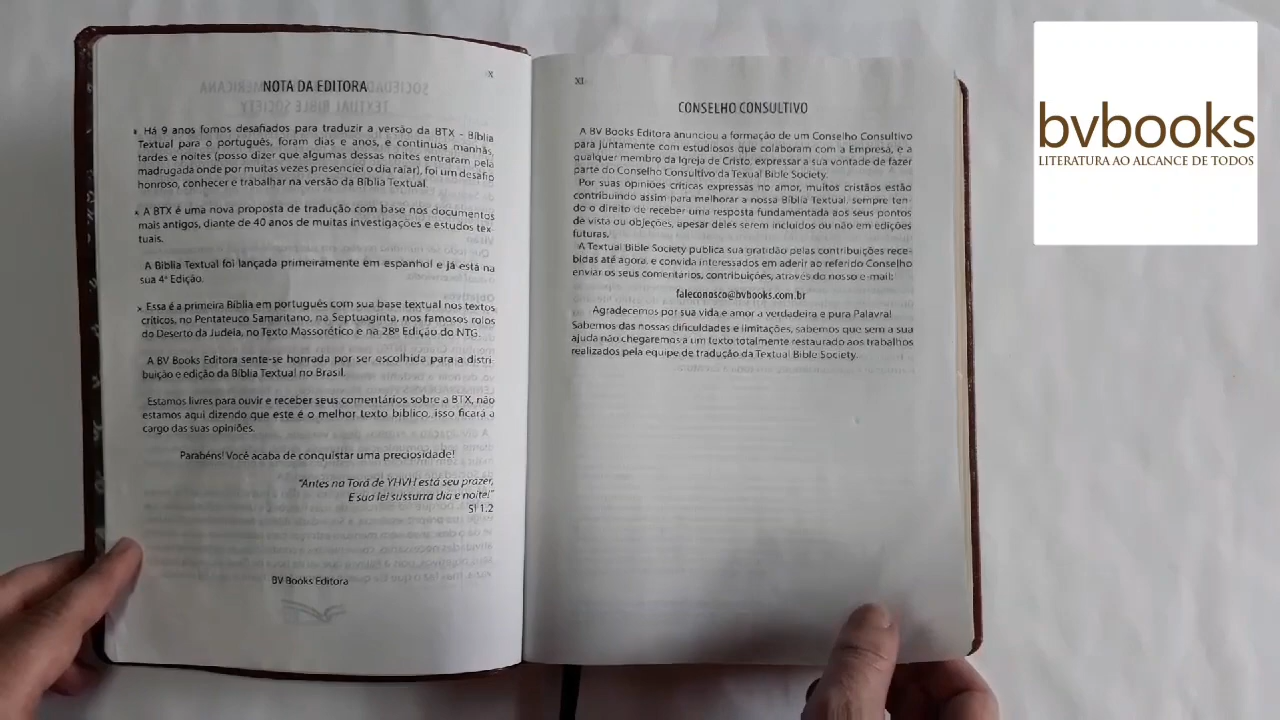 X
NOTA DA EDITORA
Há 9 anos fomos desafiados para traduzir a versão da BTX - Bíblia
Textual para o português, foram dias e anos, e contínuas manhãs,
tardes e noites (posso dizer que algumas dessas noites entraram pela
madrugada onde por muitas vezes presenciei o dia raiar), foi um desafio
honroso, conhecer e trabalhar na versão da Bíblia Textual.
A BTX é uma nova proposta de tradução com base nos documentos
mais antigos, diante de 40 anos de muitas investigações e estudos tex-
tuais.
A Bíblia Textual foi lançada primeiramente em espanhol e já está na
sua 4ª Edição.
Essa é a primeira Bíblia em português com sua base textual nos textos
críticos, no Pentateuco Samaritano, na Septuaginta, nos famosos rolos
do Deserto da Judeia, no Texto Massorético e na 28ª Edição do NTG.
A BV Books Editora sente-se honrada por ser escolhida para a distri-
buição e edição da Bíblia Textual no Brasil.
Estamos livres para ouvir e receber seus comentários sobre a BTX, não
estamos aqui dizendo que este é o melhor texto bíblico, isso ficará a
cargo das suas opiniões.
Parabéns! Você acaba de conquistar uma preciosidade!
"Antes na Torá de YHVH está seu prazer,
E sua lei sussurra dia e noite!"
Sl 1.2
BV Books Editora
XI
CONSELHO CONSULTIVO
A BV Books Editora anunciou a formação de um Conselho Consultivo
para juntamente com estudiosos que colaboram com a Empresa, e a
qualquer membro da Igreja de Cristo, expressar a sua vontade de fazer
parte do Conselho Consultivo da Texual Bible Society.
Por suas opiniões críticas expressas no amor, muitos cristãos estão
contribuindo assim para melhorar a nossa Bíblia Textual, sempre ten-
do o direito de receber uma resposta fundamentada aos seus pontos
de vista ou objeções, apesar deles serem incluídos ou não em edições
futuras.
A Textual Bible Society publica sua gratidão pelas contribuições rece-
bidas até agora, e convida interessados em aderir ao referido Conselho
enviar os seus comentários, contribuições, através do nosso e-mail:
faleconosco@bvbooks.com.br
Agradecemos por sua vida e amor a verdadeira e pura Palavra!
Sabemos das nossas dificuldades e limitações, sabemos que sem a sua
ajuda não chegaremos a um texto totalmente restaurado aos trabalhos
realizados pela equipe de tradução da Textual Bible Society.
bvbooks
LITERATURA AO ALCANCE DE TODOS